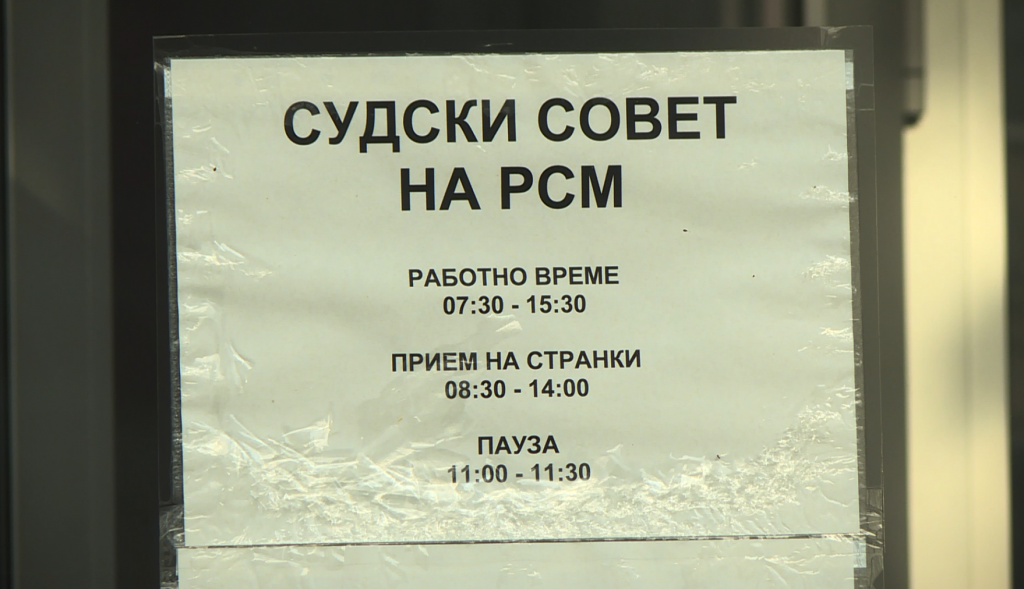 СУДСКИ СОВЕТ
НА РСМ
РАБОТНО ВРЕМЕ
07:30 - 15:30
ПРИЕМ НА СТРАНКИ
08:30 - 14:00
ПАУЗА
11:00 - 11:30